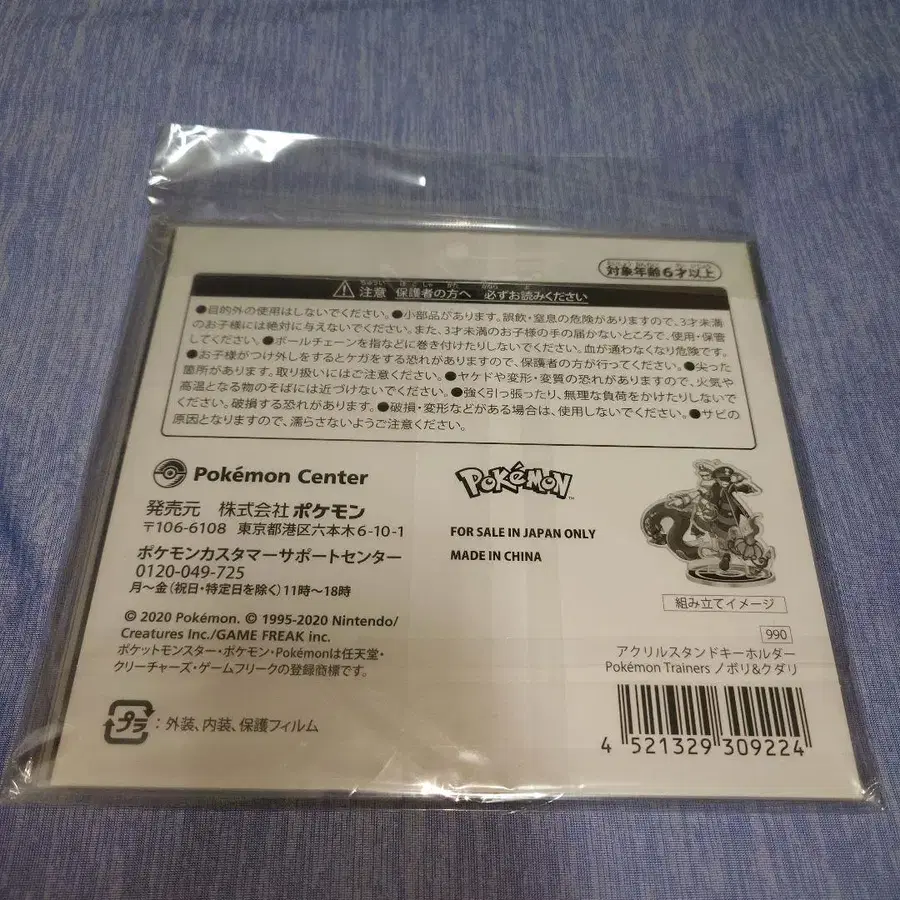 対象年齢6才以上
注意 保護者の方へ 必ずお読みください
●目的外の使用はしないでください。●小部品があります。誤飲・窒息の危険がありますので、3才未満
のお子様には絶対に与えないでください。また、3才未満のお子様の手の届かないところで、使用・保管
してください。●ボールチェーンを指などに巻き付けたりしないでください。血が通わなくなり危険です。
●お子様がつけ外しをするとケガをする恐れがありますので、保護者の方が行ってください。●尖った
箇所があります。取り扱いにはご注意ください。●ヤケドや変形・変質の恐れがありますので、火気や
高温となる物のそばには近づけないでください。●強く引っ張ったり、無理な負荷をかけたりしないで
ください。破損する恐れがあります。●破損・変形などがある場合は、使用しないでください。●サビの
原因となりますので、濡らさないようご注意ください。
Pokémon Center
発売元 株式会社ポケモン
〒106-6108 東京都港区六本木6-10-1
ポケモンカスタマーサポートセンター
0120-049-725
月～金(祝日・特定日を除く)11時～18時
© 2020 Pokémon. © 1995-2020 Nintendo/
Creatures Inc./GAME FREAK inc.
ポケットモンスター・ポケモン・Pokémonは任天堂・
クリーチャーズ・ゲームフリークの登録商標です。
プラ : 外装、内装、保護フィルム
POKéMON™
FOR SALE IN JAPAN ONLY
MADE IN CHINA
組み立てイメージ
990
アクリルスタンドキーホルダー
Pokémon Trainers ノボリ&クダリ
4 521329 309224